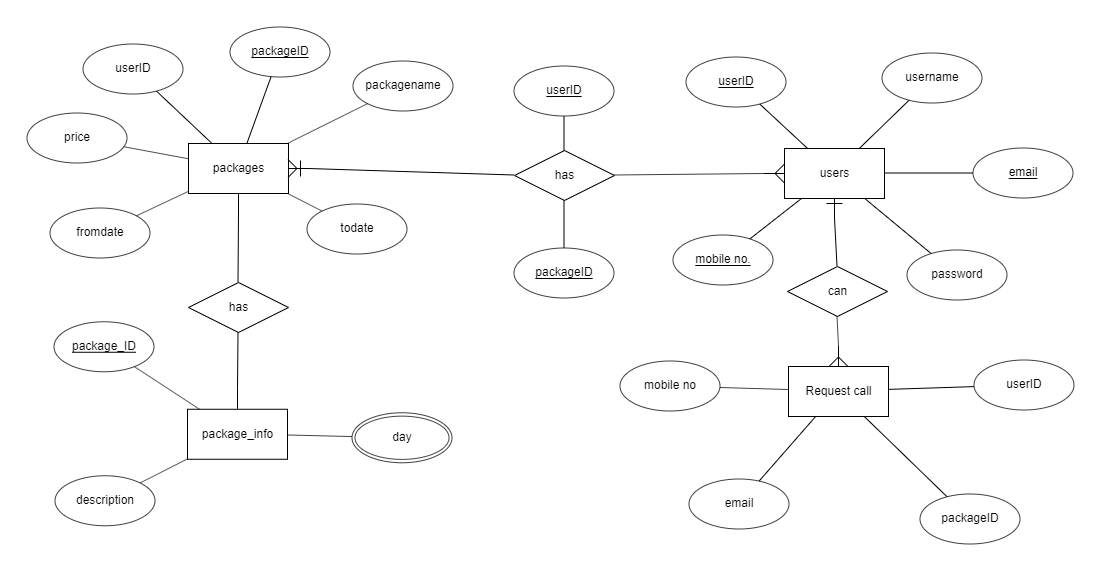 packageID
userID
packagename
price
packages
fromdate
todate
has
package_ID
package_info
day
description
userID
has
packageID
userID
username
users
email
mobile no.
password
can
mobile no
Request call
userID
email
packageID